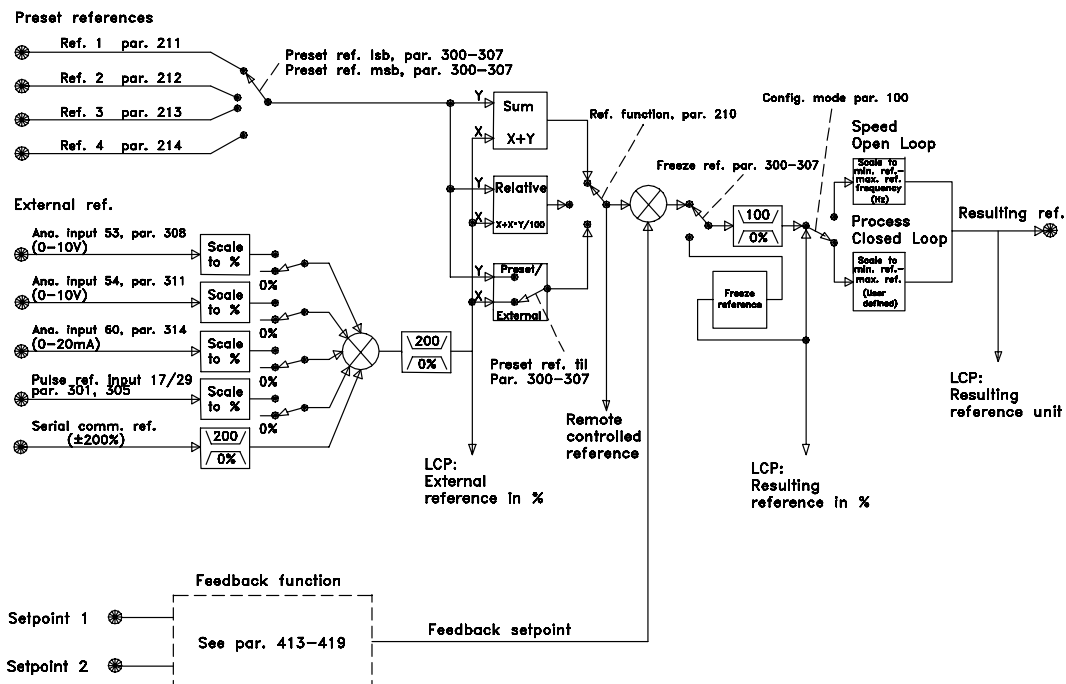 Preset references
Ref. 1 par. 211
Ref. 2 par. 212
Ref. 3 par. 213
Ref. 4 par. 214
Preset ref. lsb, par. 300-307
Preset ref. msb, par. 300-307
Y
Sum
X
X+Y
Y
Relative
X
X+X*Y/100
Y
Preset/
X
External
Ref. function, par. 210
Config. mode par. 100
Freeze ref. par. 300-307
Speed
Open Loop
Scale to
min. ref.-
max. ref.
frequency
(Hz)
Process
Closed Loop
Scale to
min. ref.-
max. ref.
(User
defined)
Resulting ref.
100
0%
Freeze
reference
External ref.
Ana. input 53, par. 308
(0-10V)
Scale
to %
0%
Ana. input 54, par. 311
(0-10V)
Scale
to %
0%
Ana. input 60, par. 314
(0-20mA)
Scale
to %
0%
Pulse ref. input 17/29
par. 301, 305
Scale
to %
0%
Serial comm. ref.
(±200%)
200
0%
200
0%
Preset ref. til
Par. 300-307
Remote
controlled
reference
LCP:
External
reference in %
LCP:
Resulting
reference in %
LCP:
Resulting
reference unit
Feedback function
Setpoint 1
See par. 413-419
Setpoint 2
Feedback setpoint